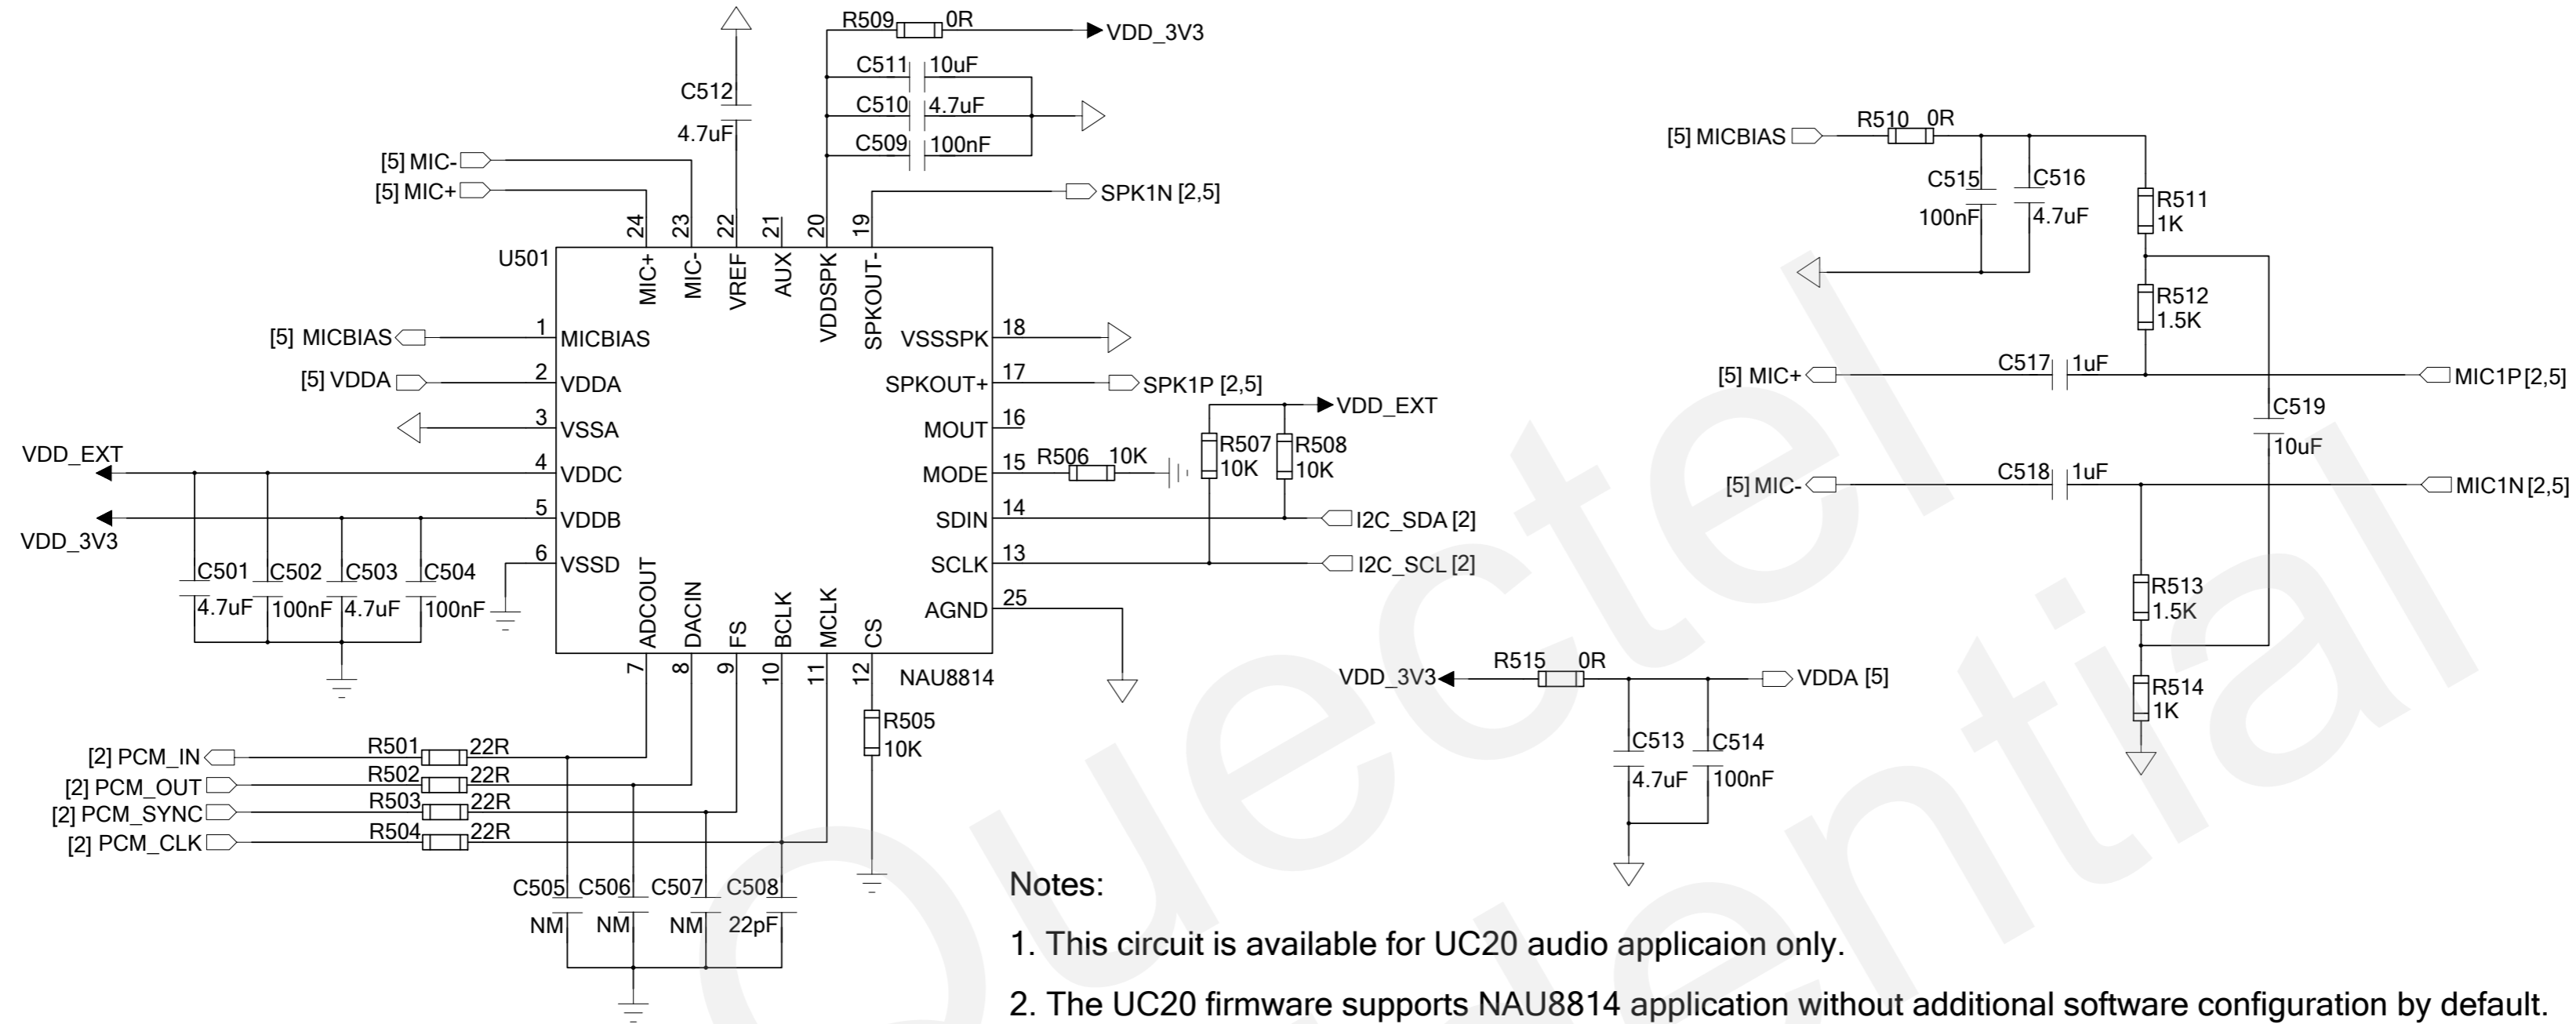 R509 0R
VDD_3V3
C511 10uF
C512
4.7uF
C510 4.7uF
C509 100nF
[5] MIC-
[5] MIC+
SPK1N [2,5]
24 23 22 21 20 19
U501
MIC+ MIC- VREF AUX VDDSPK SPKOUT-
[5] MICBIAS 1 MICBIAS
VSSSPK 18
[5] VDDA 2 VDDA
SPKOUT+ 17 SPK1P [2,5]
3 VSSA
MOUT 16
VDD_EXT
VDD_EXT
4 VDDC
MODE 15 R506 10K
R507
10K
R508
10K
VDD_3V3
5 VDDB
SDIN 14 I2C_SDA [2]
6 VSSD
SCLK 13 I2C_SCL [2]
AGND 25
C501
4.7uF
C502
100nF
C503
4.7uF
C504
100nF
ADCOUT DACIN FS BCLK MCLK CS
7 8 9 10 11 12
NAU8814
R505
10K
[2] PCM_IN R501 22R
[2] PCM_OUT R502 22R
[2] PCM_SYNC R503 22R
[2] PCM_CLK R504 22R
C505
NM
C506
NM
C507
NM
C508
22pF
[5] MICBIAS R510 0R
C515
100nF
C516
4.7uF
R511
1K
R512
1.5K
[5] MIC+ C517 1uF MIC1P [2,5]
C519
10uF
[5] MIC- C518 1uF MIC1N [2,5]
R513
1.5K
R514
1K
VDD_3V3 R515 0R VDDA [5]
C513
4.7uF
C514
100nF
Notes:
1. This circuit is available for UC20 audio applicaion only.
2. The UC20 firmware supports NAU8814 application without additional software configuration by default.
Quectel